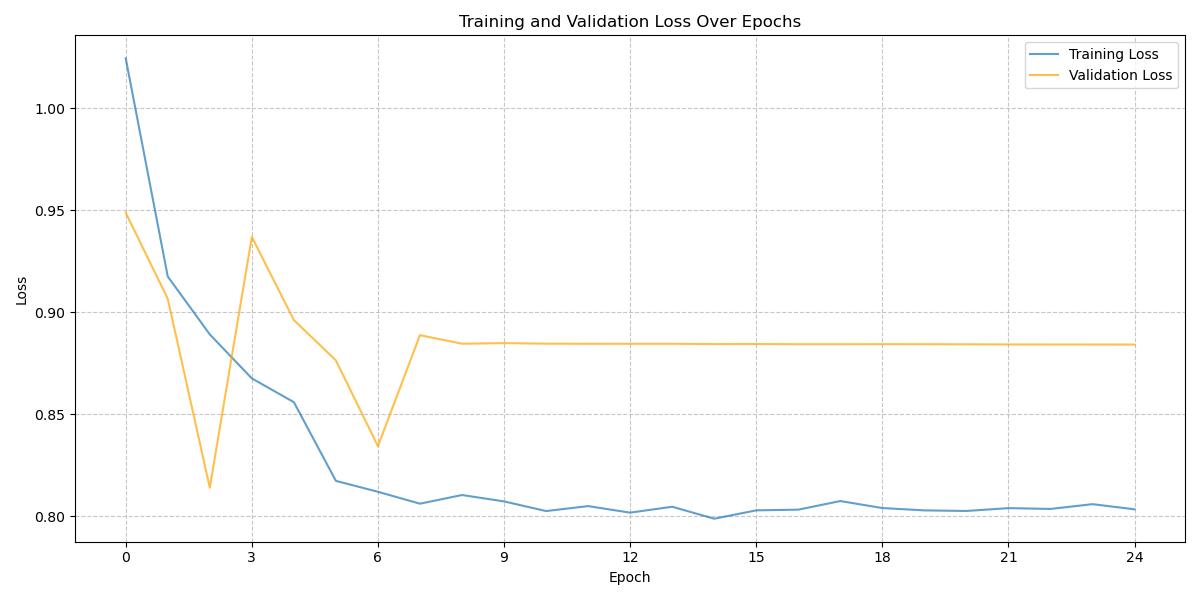 Training and Validation Loss Over Epochs
Training Loss
Validation Loss
1.00
0.95
0.90
0.85
0.80
Loss
0 3 6 9 12 15 18 21 24
Epoch